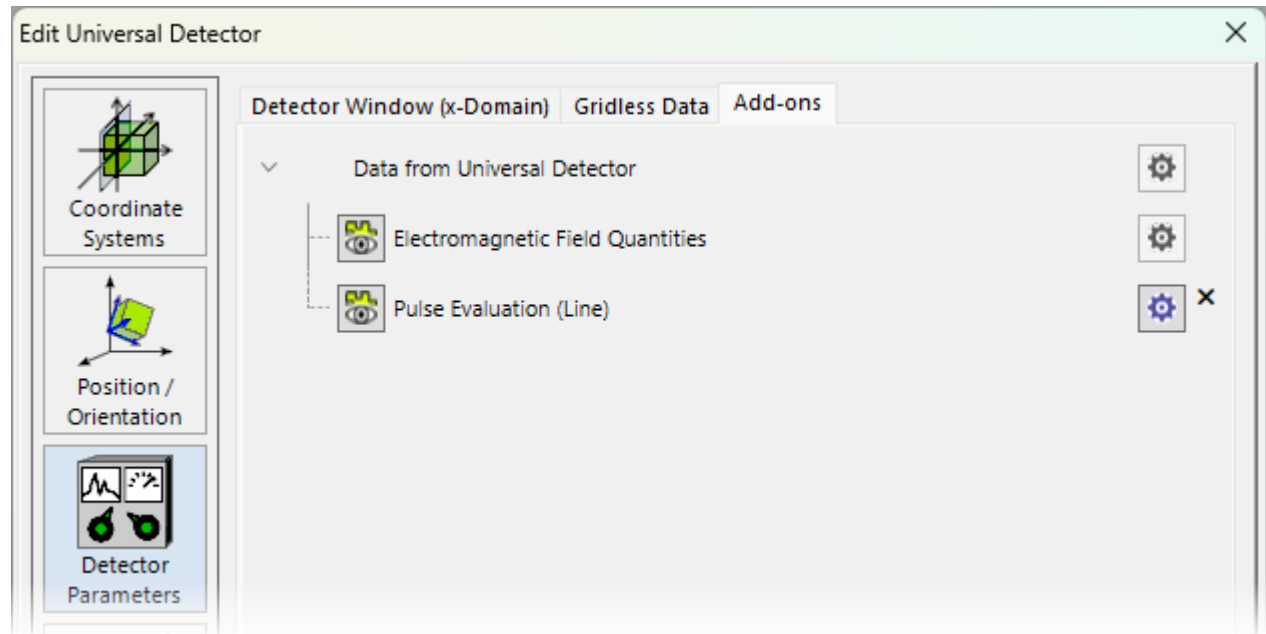 Edit Universal Detector
Detector Window (x-Domain) Gridless Data Add-ons
Coordinate
Systems
Position /
Orientation
Detector
Parameters
Data from Universal Detector
Electromagnetic Field Quantities
Pulse Evaluation (Line)